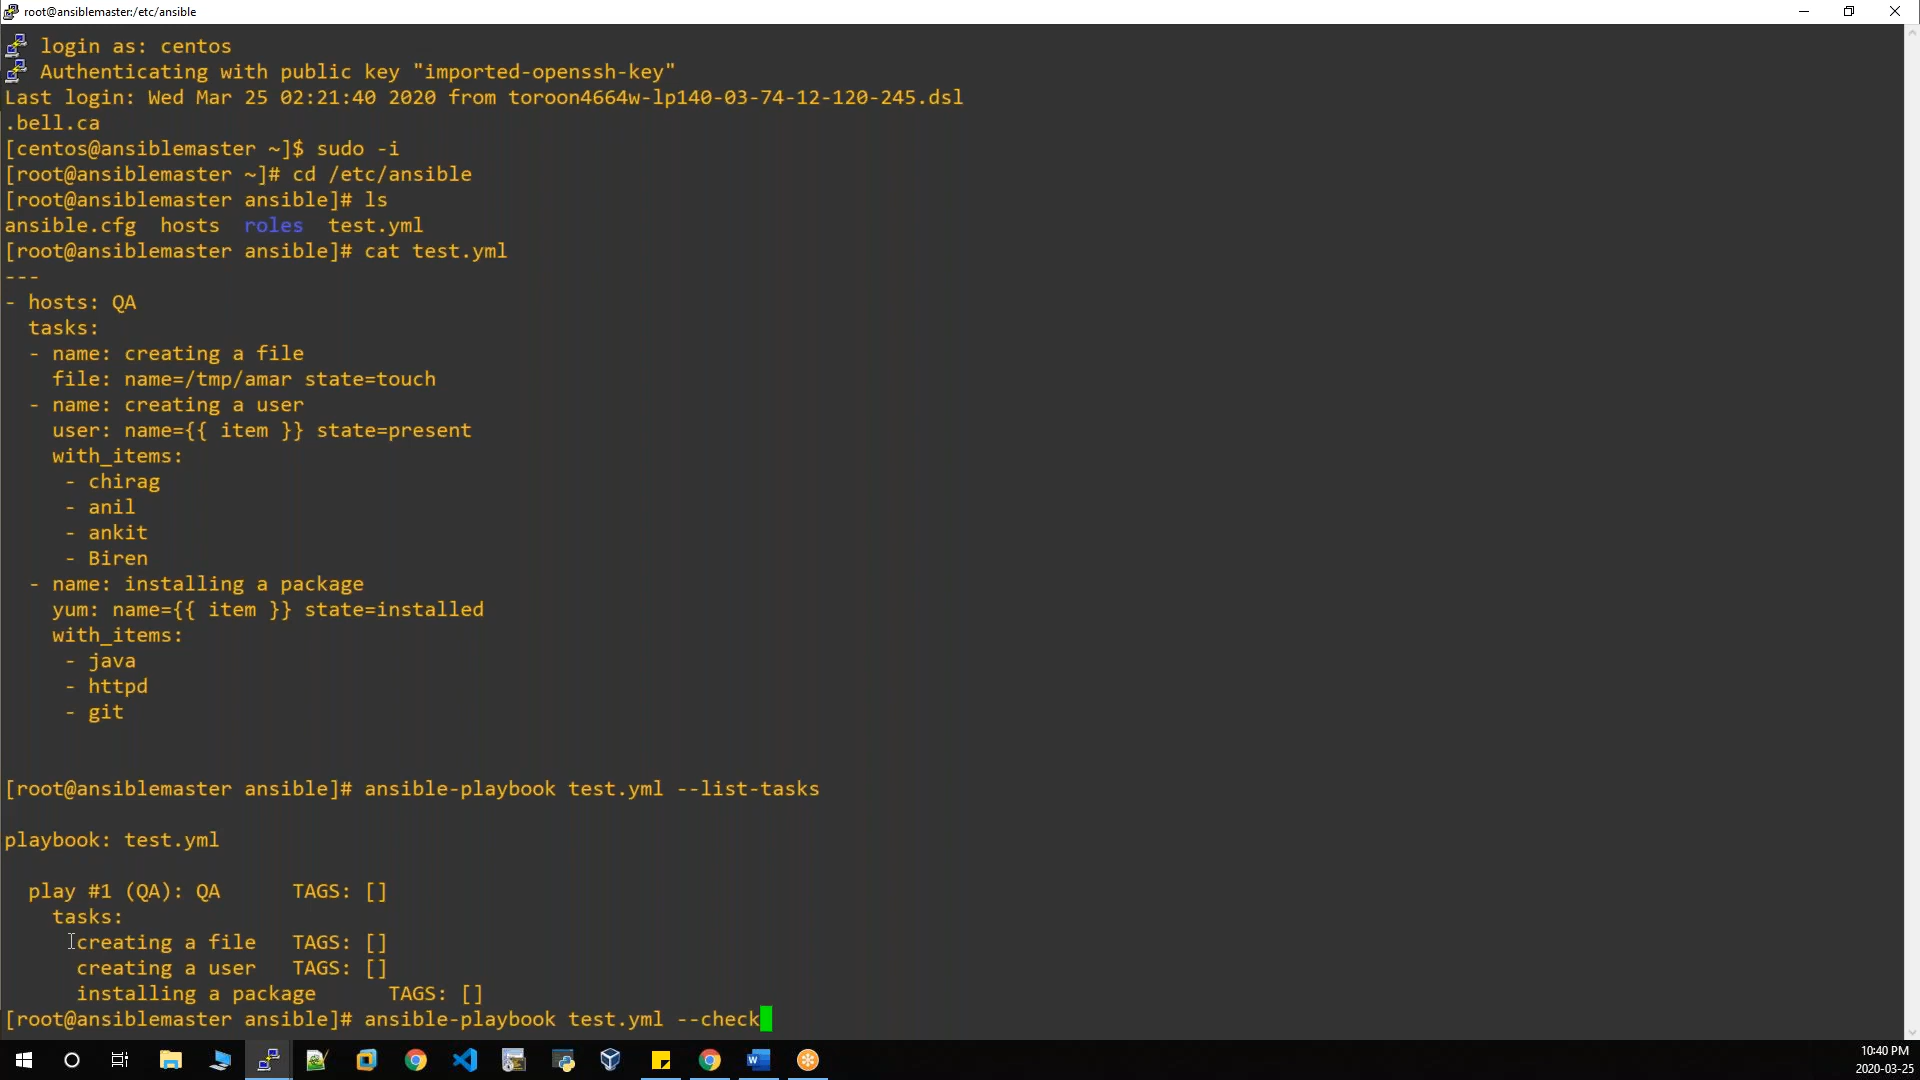 root@ansiblemaster:/etc/ansible
login as: centos
Authenticating with public key "imported-openssh-key"
Last login: Wed Mar 25 02:21:40 2020 from toroon4664w-lp140-03-74-12-120-245.dsl
.bell.ca
[centos@ansiblemaster ~]$ sudo -i
[root@ansiblemaster ~]# cd /etc/ansible
[root@ansiblemaster ansible]# ls
ansible.cfg  hosts  roles  test.yml
[root@ansiblemaster ansible]# cat test.yml
---
- hosts: QA
  tasks:
  - name: creating a file
    file: name=/tmp/amar state=touch
  - name: creating a user
    user: name={{ item }} state=present
    with_items:
     - chirag
     - anil
     - ankit
     - Biren
  - name: installing a package
    yum: name={{ item }} state=installed
    with_items:
     - java
     - httpd
     - git
[root@ansiblemaster ansible]# ansible-playbook test.yml --list-tasks
playbook: test.yml
  play #1 (QA): QA      TAGS: []
    tasks:
      creating a file   TAGS: []
      creating a user   TAGS: []
      installing a package      TAGS: []
[root@ansiblemaster ansible]# ansible-playbook test.yml --check
10:40 PM
2020-03-25